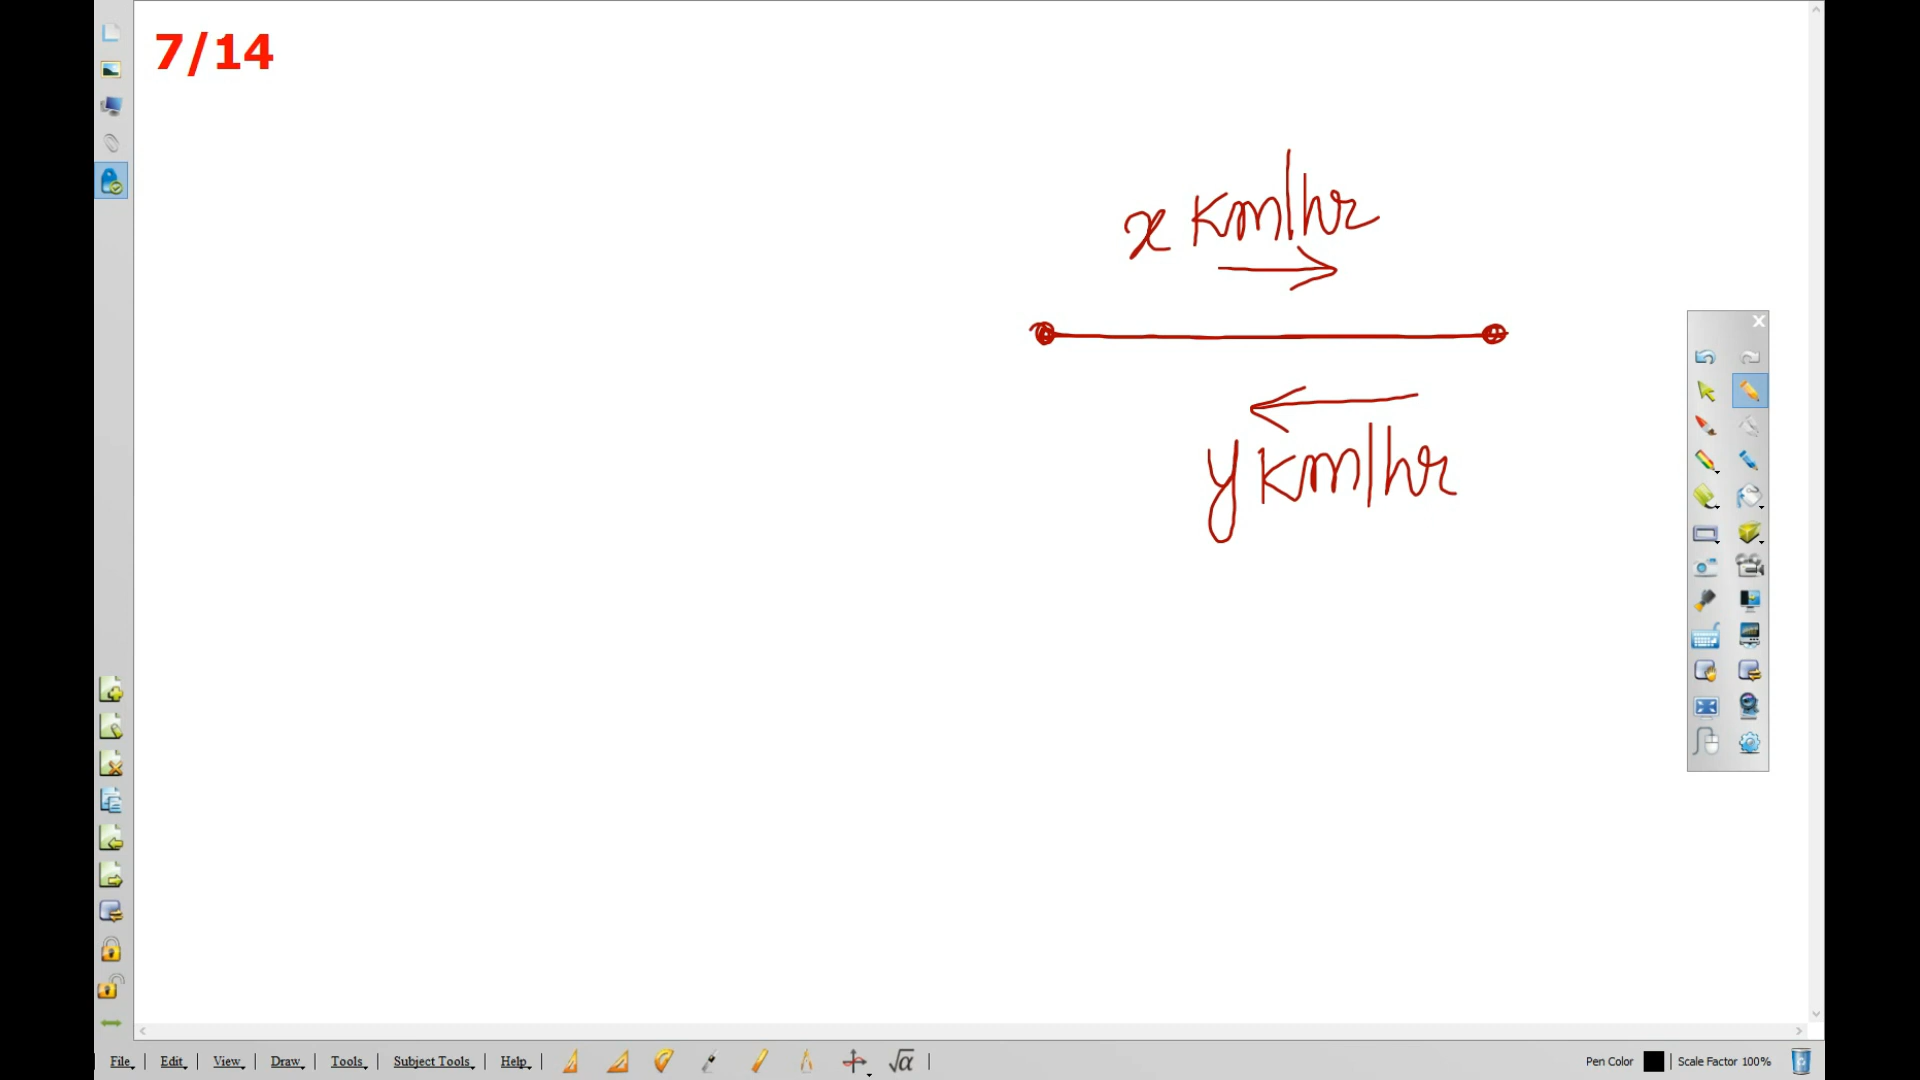 7/14
x km/hr
y km/hr
File
Edit
View
Draw
Tools
Subject Tools
Help
Pen Color
Scale Factor 100%